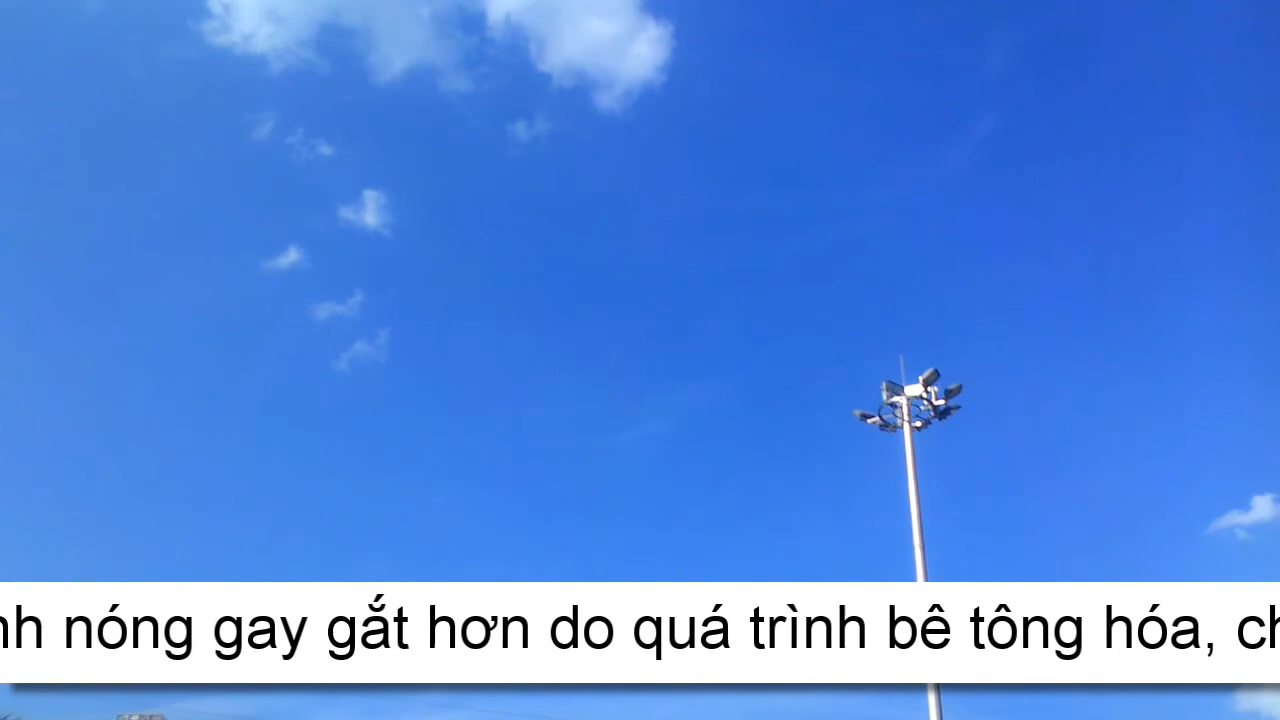 nóng gay gắt hơn do quá trình bê tông hóa,